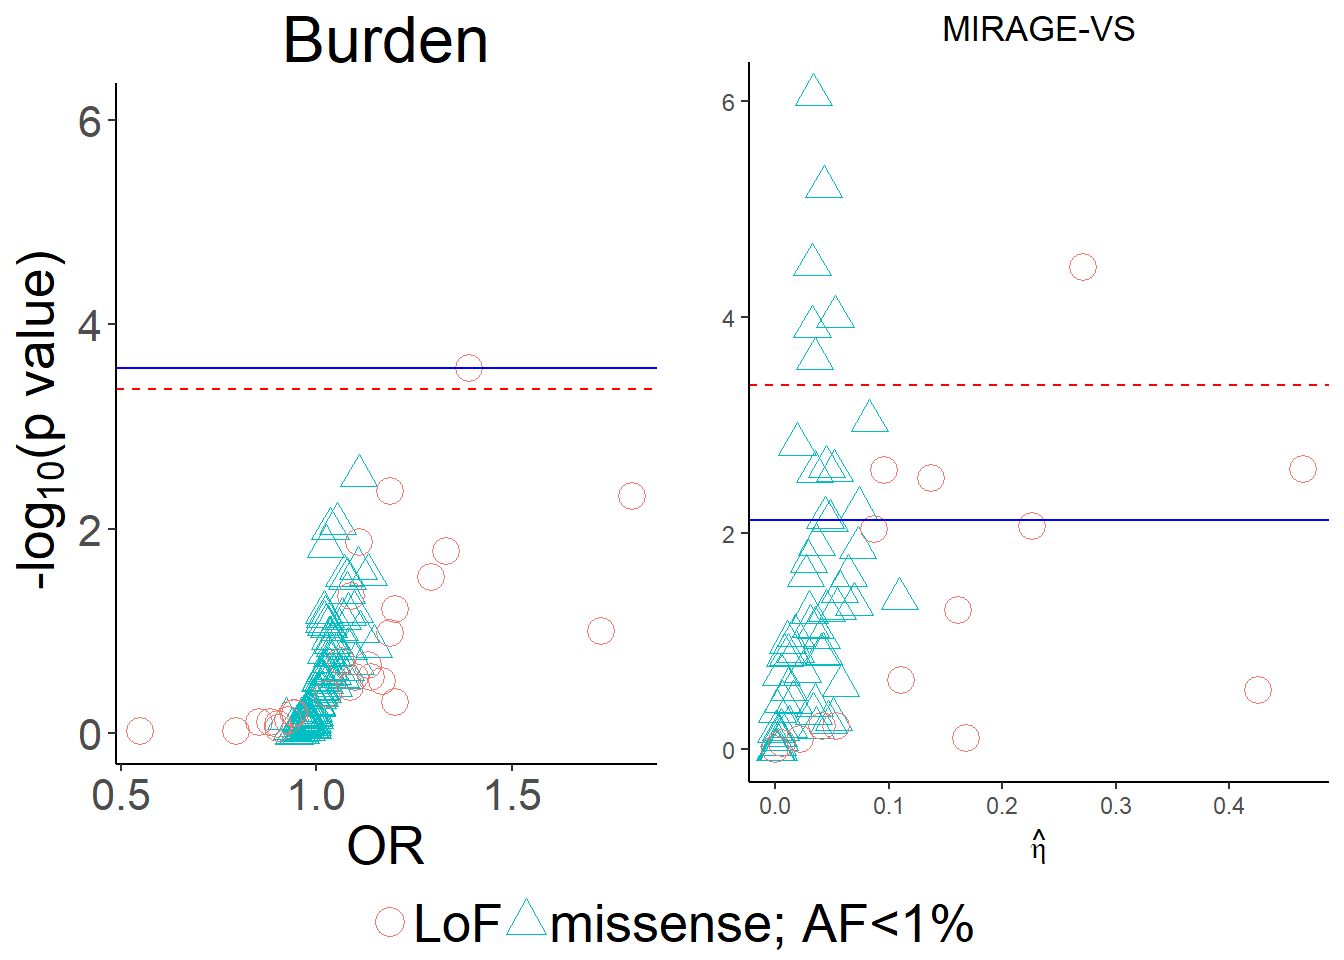 Burden
MIRAGE-VS
-log10(p value)
6
4
2
0
0.5 1.0 1.5
OR
6
4
2
0
0.0 0.1 0.2 0.3 0.4
η̂
LoF missense; AF<1%